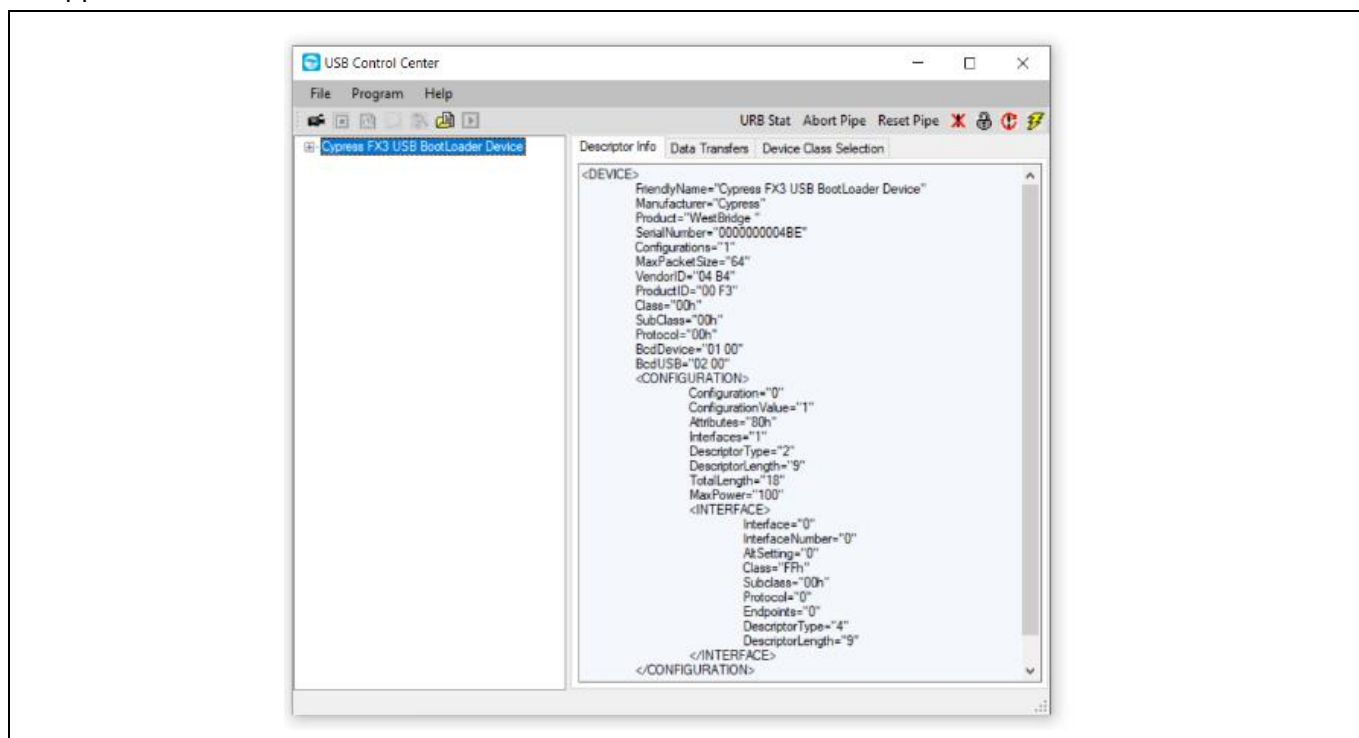 USB Control Center
File Program Help
URB Stat Abort Pipe Reset Pipe
Cypress FX3 USB BootLoader Device
Descriptor Info Data Transfers Device Class Selection
<DEVICE>
FriendlyName="Cypress FX3 USB BootLoader Device"
Manufacturer="Cypress"
Product="WestBridge "
SerialNumber="0000000004BE"
Configurations="1"
MaxPacketSize="64"
VendorID="04 B4"
ProductID="00 F3"
Class="00h"
SubClass="00h"
Protocol="00h"
BcdDevice="01 00"
BcdUSB="02 00"
<CONFIGURATION>
Configuration="0"
ConfigurationValue="1"
Attributes="80h"
Interfaces="1"
DescriptorType="2"
DescriptorLength="9"
TotalLength="18"
MaxPower="100"
<INTERFACE>
Interface="0"
InterfaceNumber="0"
AltSetting="0"
Class="FFh"
Subclass="00h"
Protocol="0"
Endpoints="0"
DescriptorType="4"
DescriptorLength="9"
</INTERFACE>
</CONFIGURATION>